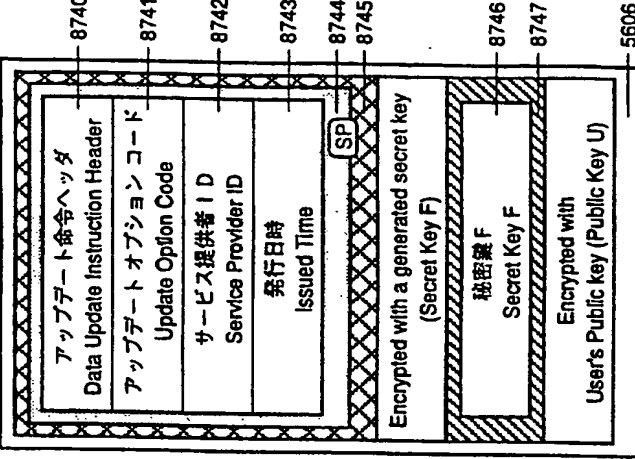 アップデート命令ヘッダ
Data Update Instruction Header
8740
アップデートオプションコード
Update Option Code
8741
サービス提供者ID
Service Provider ID
8742
発行日時
Issued Time
8743
SP
8744
8745
Encrypted with a generated secret key
(Secret Key F)
秘密鍵F
Secret Key F
8746
8747
Encrypted with
User's Public key (Public Key U)
5606